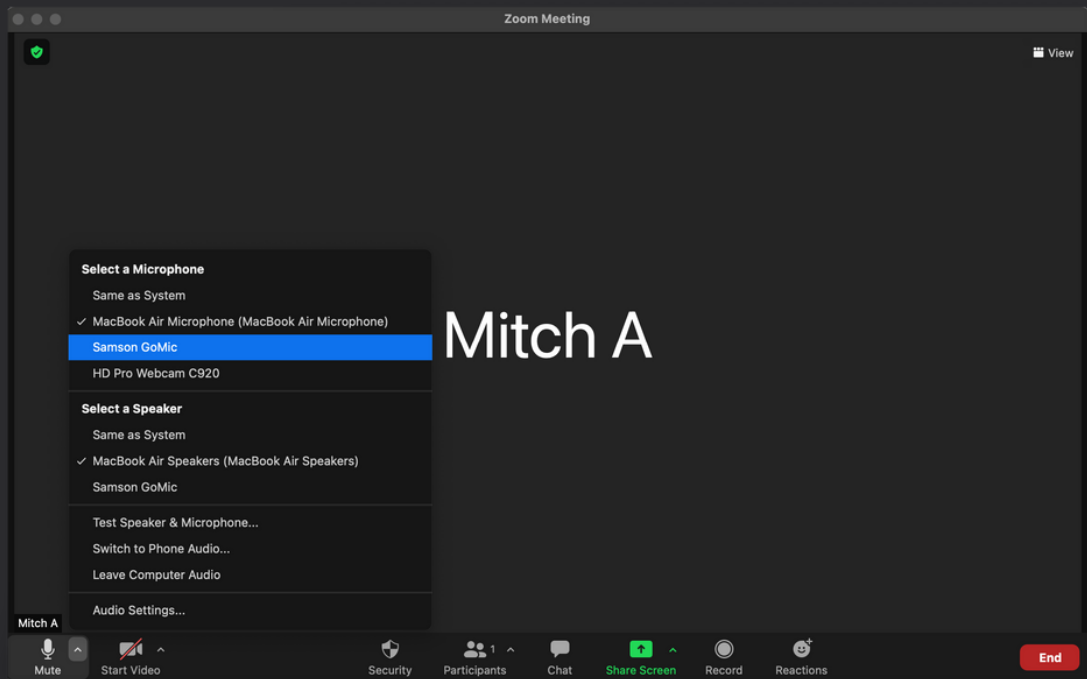 Zoom Meeting
View
Select a Microphone
Same as System
✓ MacBook Air Microphone (MacBook Air Microphone)
Samson GoMic
HD Pro Webcam C920
Select a Speaker
Same as System
✓ MacBook Air Speakers (MacBook Air Speakers)
Samson GoMic
Test Speaker & Microphone...
Switch to Phone Audio...
Leave Computer Audio
Audio Settings...
Mitch A
Mitch A
Mute
Start Video
Security
1
Participants
Chat
Share Screen
Record
Reactions
End